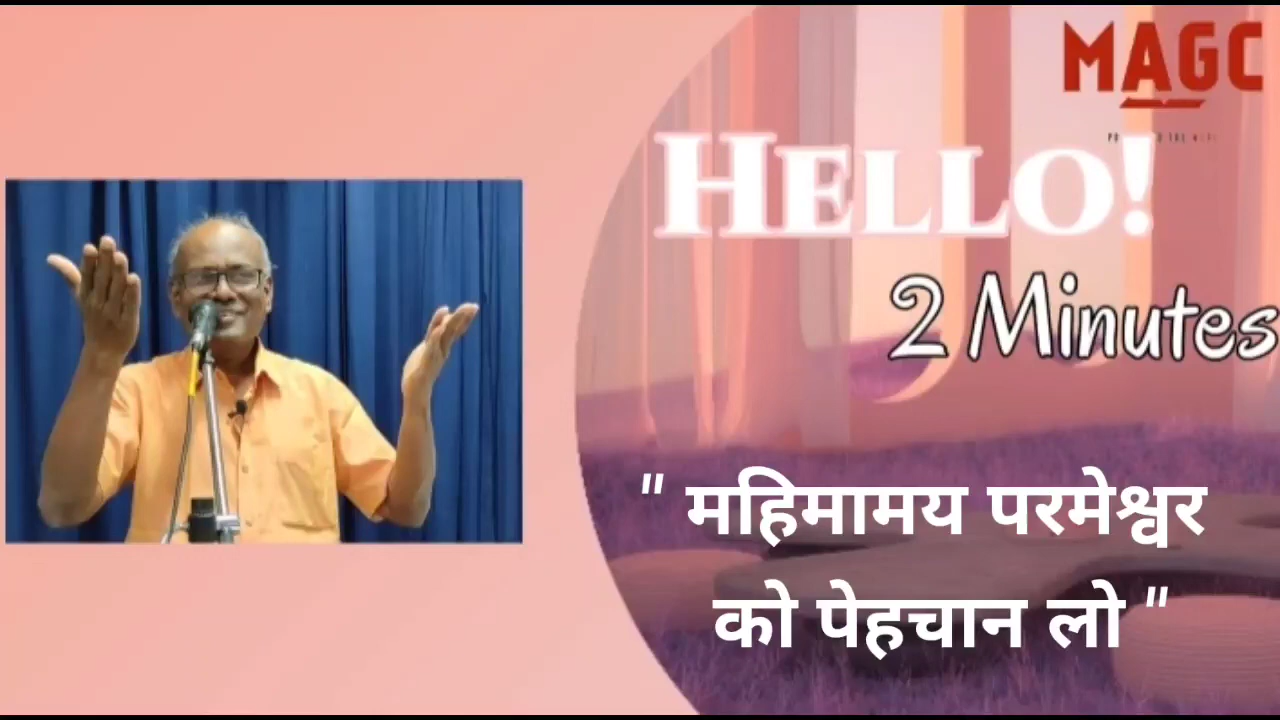 MAGC
HELLO!
2 Minutes
" महिमामय परमेश्वर
को पेहचान लो "